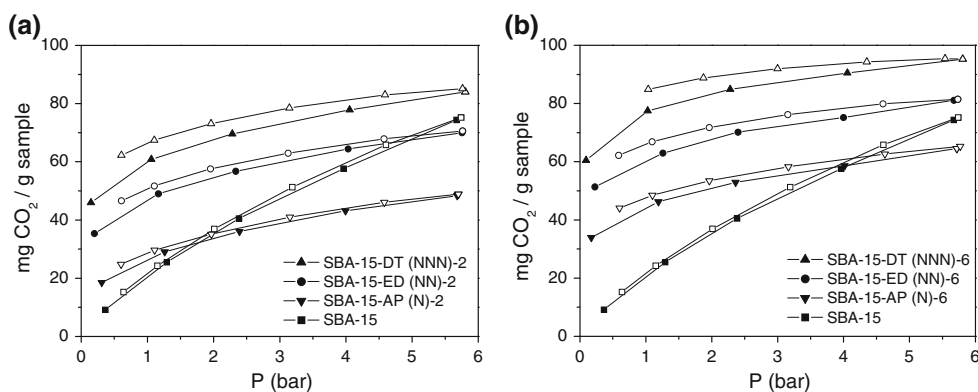 (a)
100
80
60
40
20
0
mg CO₂ / g sample
0 1 2 3 4 5 6
P (bar)
SBA-15-DT (NNN)-2
SBA-15-ED (NN)-2
SBA-15-AP (N)-2
SBA-15
(b)
100
80
60
40
20
0
mg CO₂ / g sample
0 1 2 3 4 5 6
P (bar)
SBA-15-DT (NNN)-6
SBA-15-ED (NN)-6
SBA-15-AP (N)-6
SBA-15